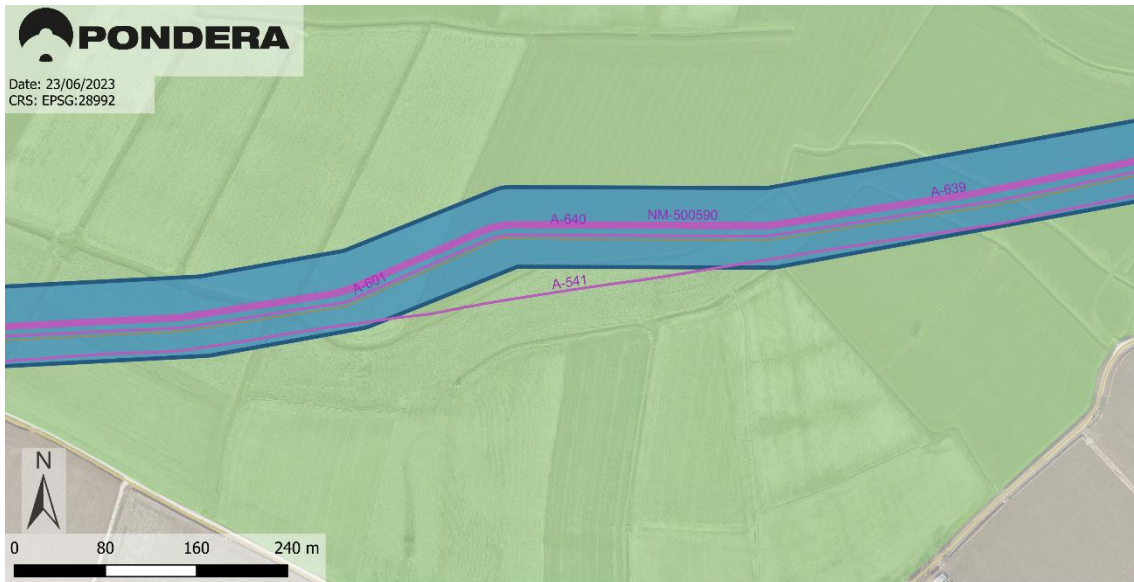 PONDERA
Date: 23/06/2023
CRS: EPSG:28992
A-639
A-640
NM-500590
A-601
A-541
N
0 80 160 240 m